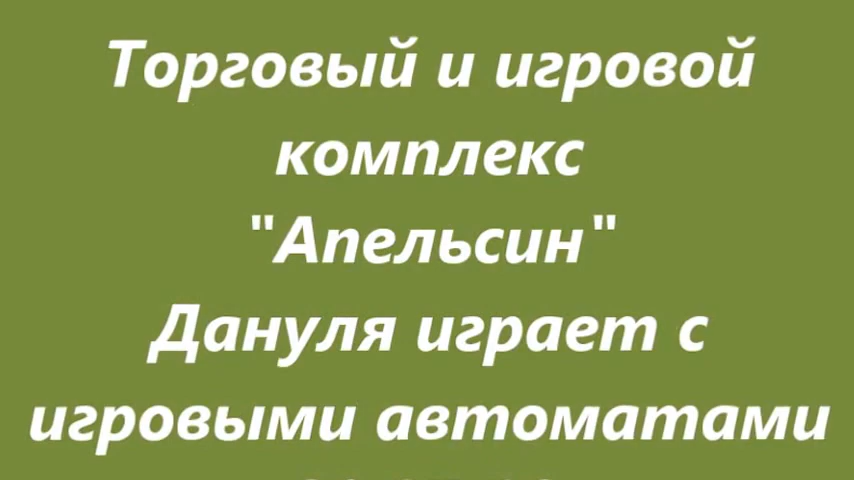 Торговый и игровой
комплекс
"Апельсин"
Дануля играет с
игровыми автоматами